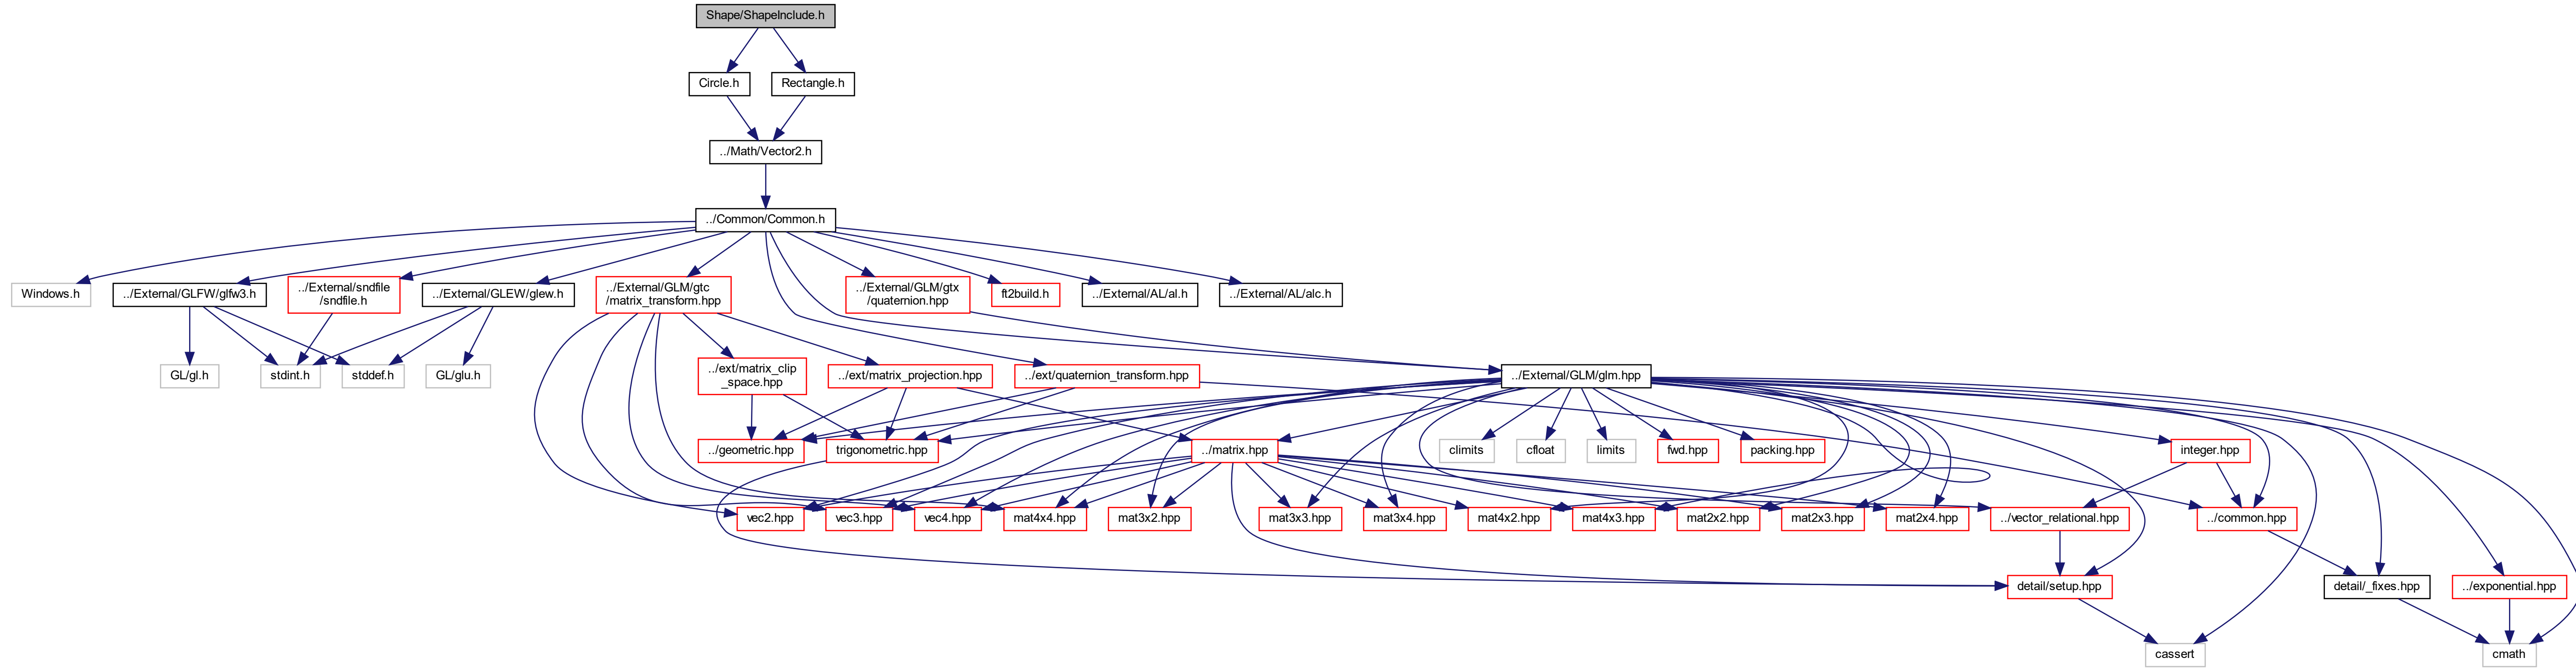 Shape/ShapeInclude.h
Circle.h
Rectangle.h
../Math/Vector2.h
../Common/Common.h
Windows.h
../External/GLFW/glfw3.h
../External/sndfile
/sndfile.h
../External/GLEW/glew.h
../External/GLM/gtc
/matrix_transform.hpp
../External/GLM/gtx
/quaternion.hpp
ft2build.h
../External/AL/al.h
../External/AL/alc.h
GL/gl.h
stdint.h
stddef.h
GL/glu.h
../ext/matrix_clip
_space.hpp
../ext/matrix_projection.hpp
../ext/quaternion_transform.hpp
../External/GLM/glm.hpp
../geometric.hpp
trigonometric.hpp
../matrix.hpp
climits
cfloat
limits
fwd.hpp
packing.hpp
integer.hpp
vec2.hpp
vec3.hpp
vec4.hpp
mat4x4.hpp
mat3x2.hpp
mat3x3.hpp
mat3x4.hpp
mat4x2.hpp
mat4x3.hpp
mat2x2.hpp
mat2x3.hpp
mat2x4.hpp
../vector_relational.hpp
../common.hpp
detail/setup.hpp
detail/_fixes.hpp
../exponential.hpp
cassert
cmath